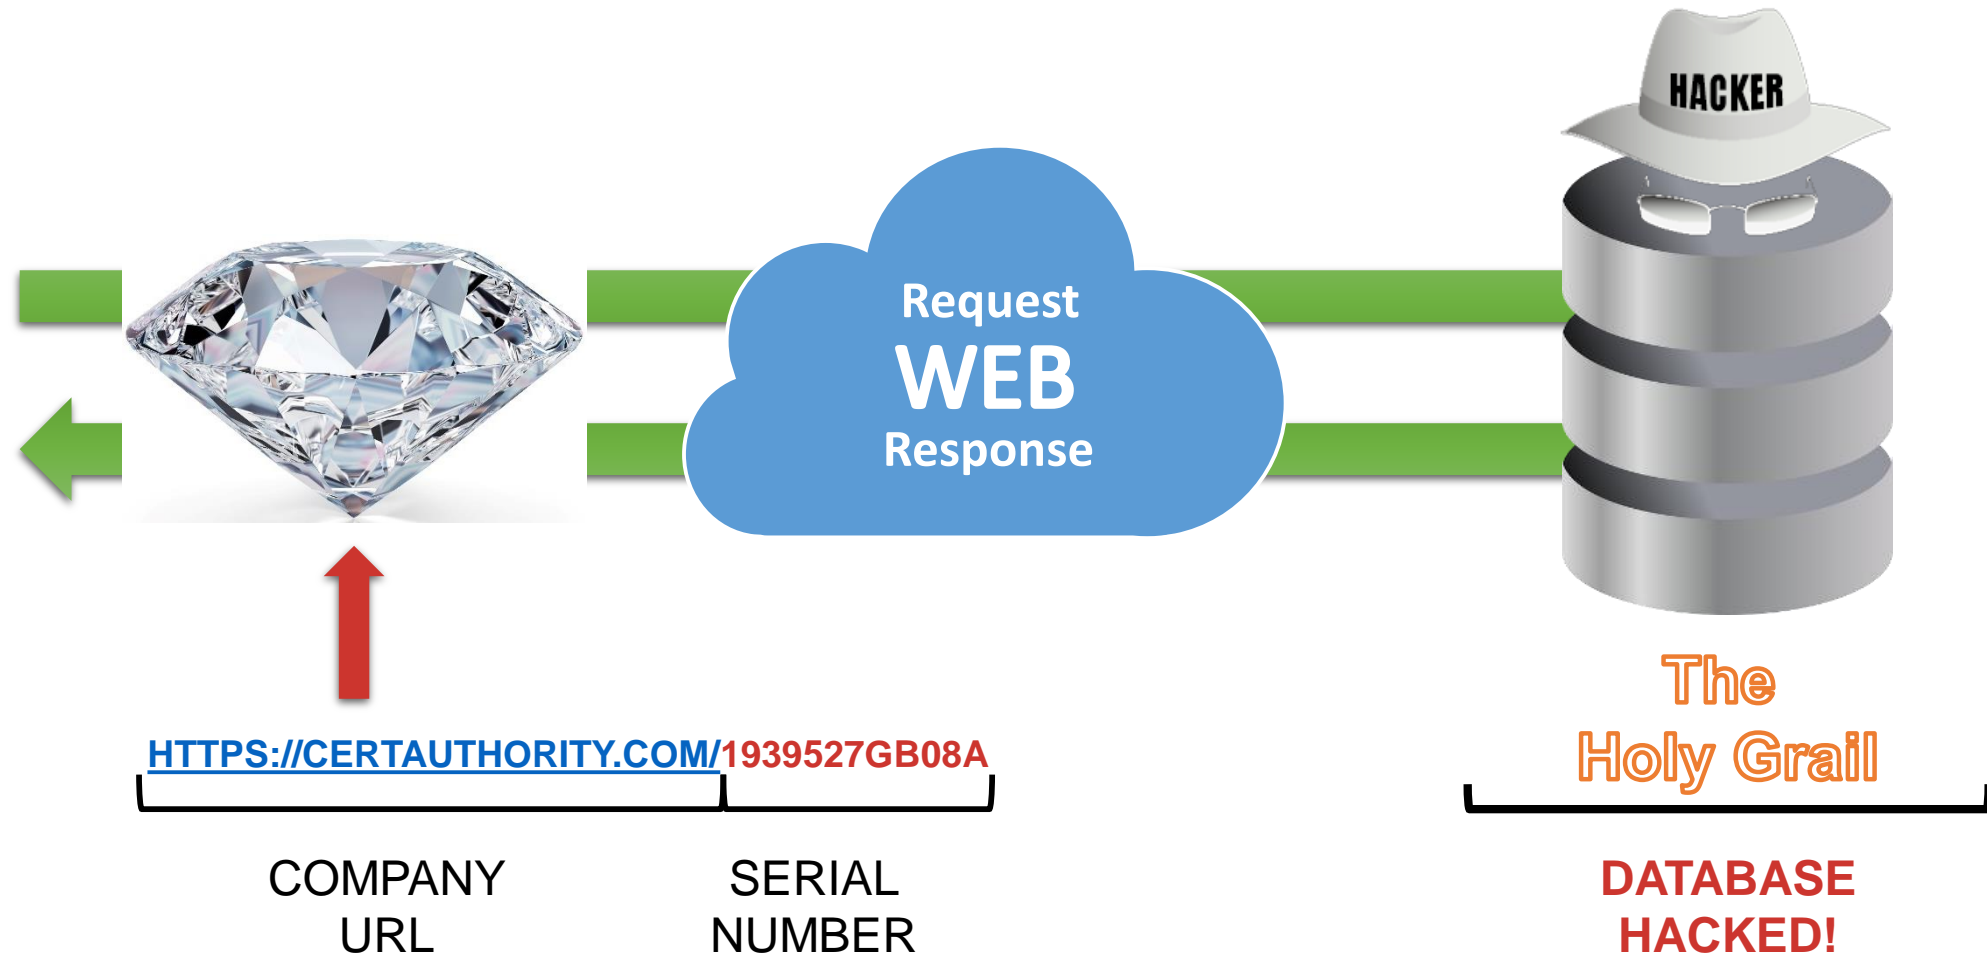 HACKER
Request
WEB
Response
The
Holy Grail
HTTPS://CERTAUTHORITY.COM/1939527GB08A
COMPANY
URL
SERIAL
NUMBER
DATABASE
HACKED!